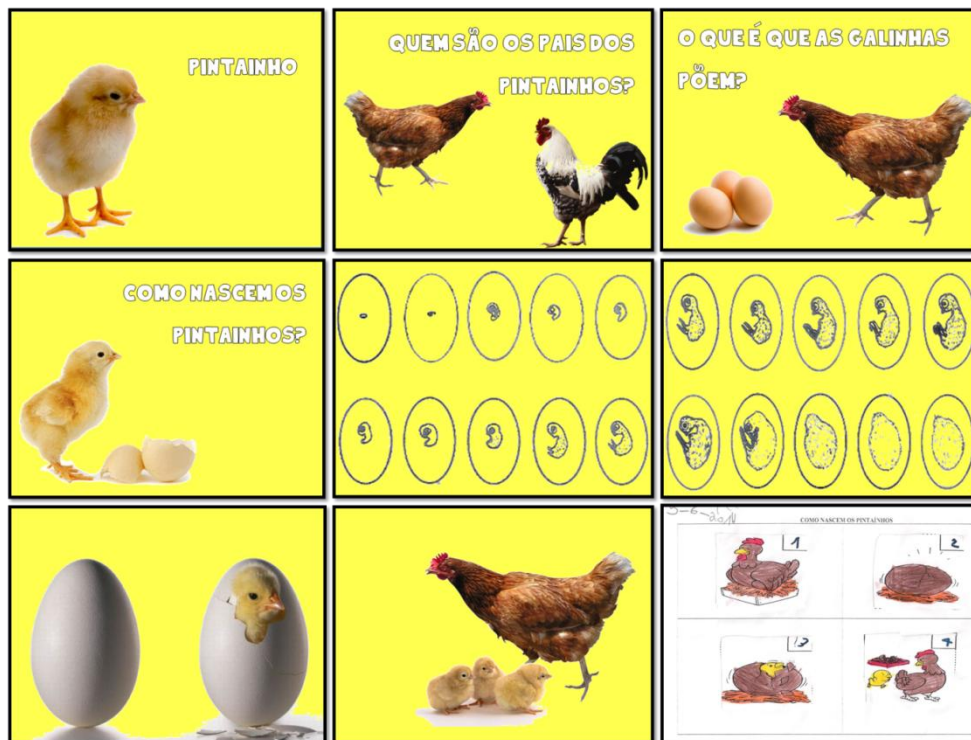 PINTAINHO
QUEM SÃO OS PAIS DOS
PINTAINHOS?
O QUE É QUE AS GALINHAS
PÕEM?
COMO NASCEM OS
PINTAINHOS?
COMO NASCEM OS PINTAÍNHOS
1
2
3
4